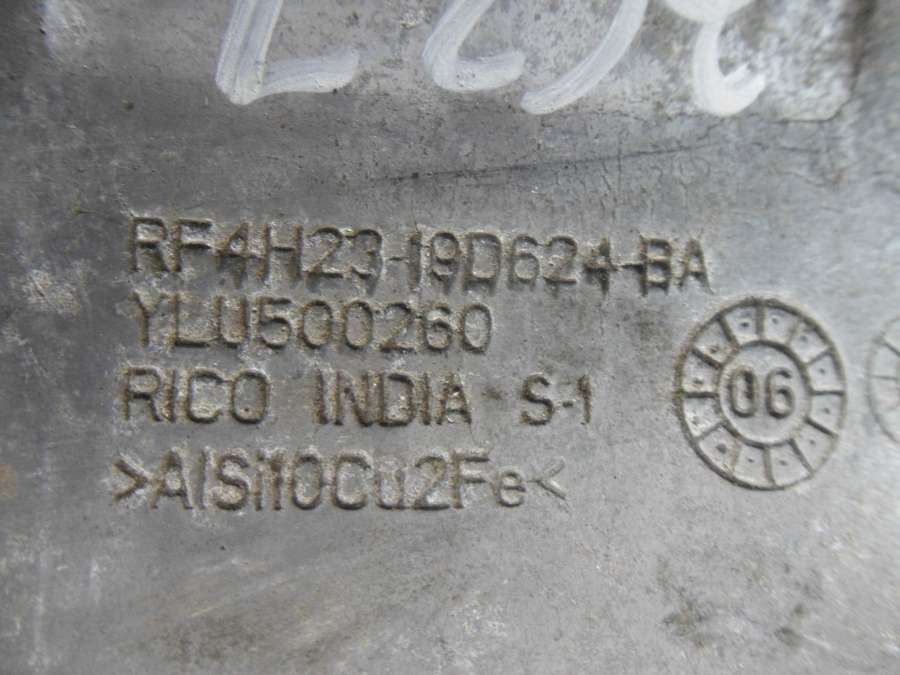 RF4H23-19D624-BA
YLU500260
RICO INDIA S-1
06
>AlSi10Cu2Fe<